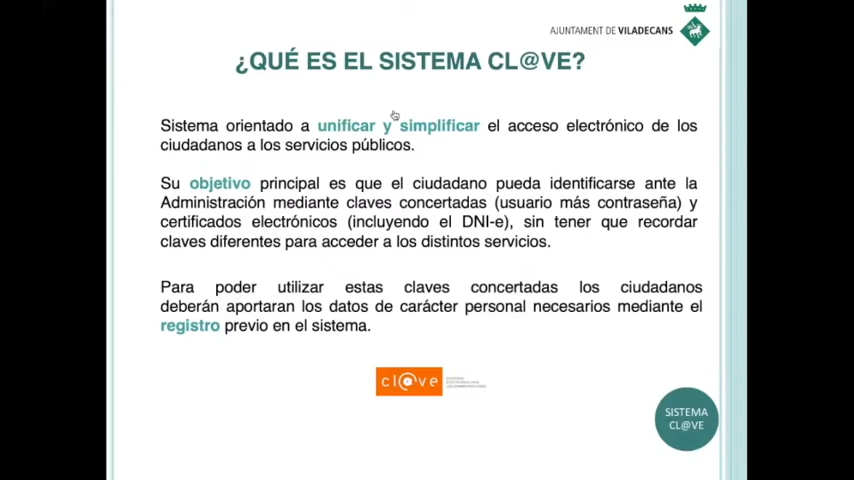 AJUNTAMENT DE VILADECANS
¿QUÉ ES EL SISTEMA CL@VE?
Sistema orientado a unificar y simplificar el acceso electrónico de los
ciudadanos a los servicios públicos.
Su objetivo principal es que el ciudadano pueda identificarse ante la
Administración mediante claves concertadas (usuario más contraseña) y
certificados electrónicos (incluyendo el DNI-e), sin tener que recordar
claves diferentes para acceder a los distintos servicios.
Para poder utilizar estas claves concertadas los ciudadanos
deberán aportaran los datos de carácter personal necesarios mediante el
registro previo en el sistema.
cl@ve
SISTEMA
CL@VE